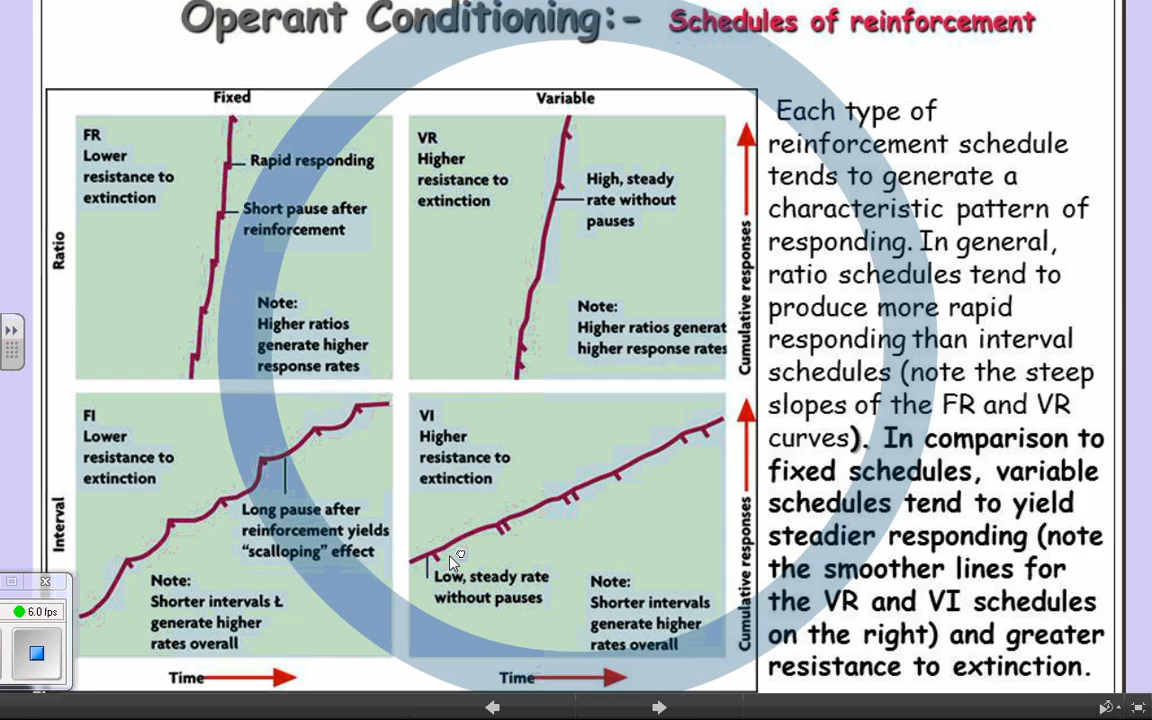 Operant Conditioning:- Schedules of reinforcement
Fixed
Variable
FR
Lower
resistance to
extinction
Rapid responding
Short pause after
reinforcement
Note:
Higher ratios
generate higher
response rates
Ratio
VR
Higher
resistance to
extinction
High, steady
rate without
pauses
Note:
Higher ratios generat
higher response rates
Cumulative responses
FI
Lower
resistance to
extinction
Long pause after
reinforcement yields
“scalloping” effect
Note:
Shorter intervals Ł
generate higher
rates overall
Interval
VI
Higher
resistance to
extinction
Low, steady rate
without pauses
Note:
Shorter intervals
generate higher
rates overall
Cumulative responses
Time
Time
Each type of
reinforcement schedule
tends to generate a
characteristic pattern of
responding. In general,
ratio schedules tend to
produce more rapid
responding than interval
schedules (note the steep
slopes of the FR and VR
curves). In comparison to
fixed schedules, variable
schedules tend to yield
steadier responding (note
the smoother lines for
the VR and VI schedules
on the right) and greater
resistance to extinction.
6.0 fps